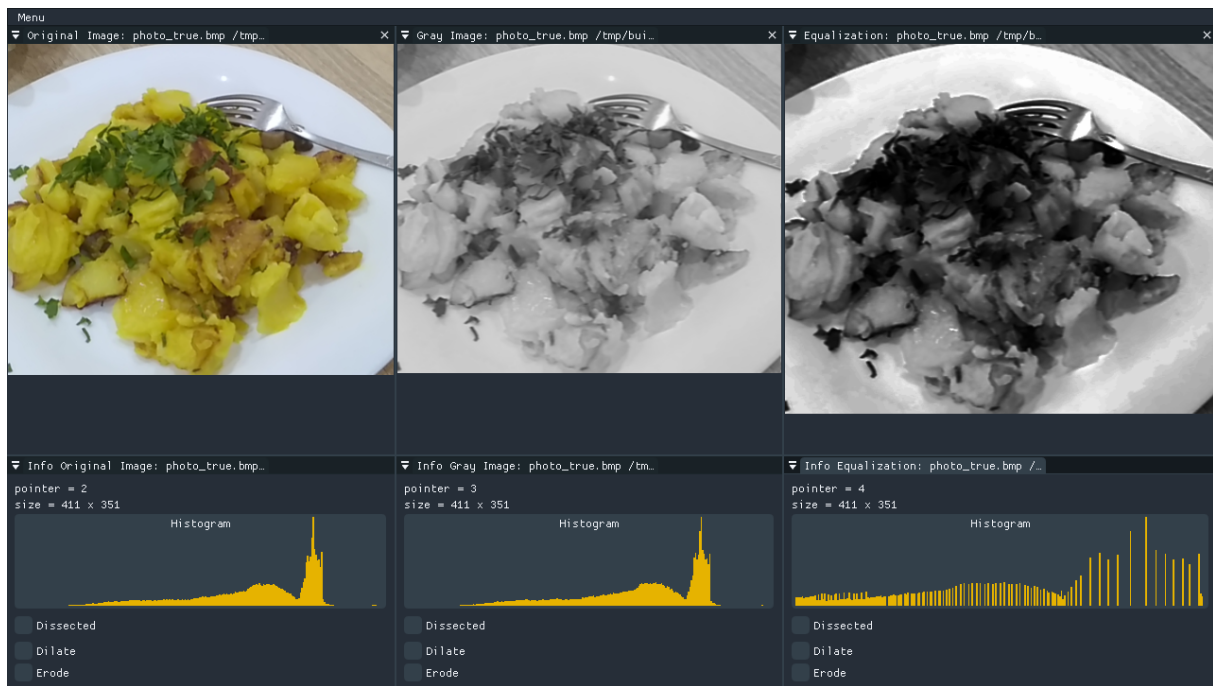 Menu
Original Image: photo_true.bmp /tmp…
Gray Image: photo_true.bmp /tmp/bui…
Equalization: photo_true.bmp /tmp/b…
Info Original Image: photo_true.bmp…
pointer = 2
size = 411 x 351
Histogram
Dissected
Dilate
Erode
Info Gray Image: photo_true.bmp /tm…
pointer = 3
size = 411 x 351
Histogram
Dissected
Dilate
Erode
Info Equalization: photo_true.bmp /…
pointer = 4
size = 411 x 351
Histogram
Dissected
Dilate
Erode